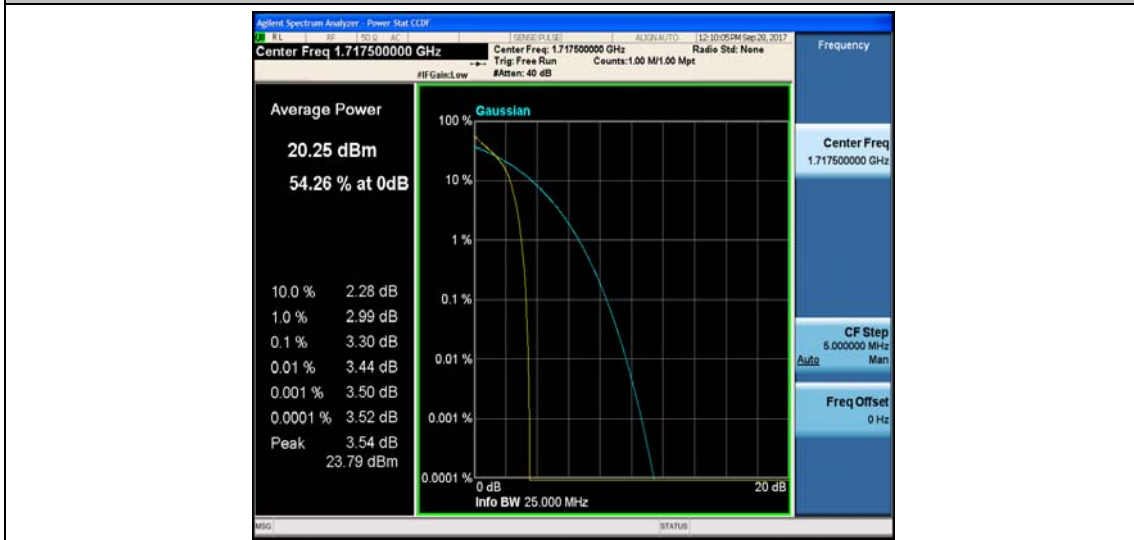 Agilent Spectrum Analyzer - Power Stat CCDF
RL RF 50 Ω AC SENSE:PULSE ALIGNAUTO 12:10:05 PM Sep 28, 2017
Center Freq 1.717500000 GHz
Center Freq: 1.717500000 GHz Radio Std: None
Trig: Free Run Counts:1.00 M/1.00 Mpt
#IFGain:Low #Atten: 40 dB
Frequency
Average Power
20.25 dBm
54.26 % at 0dB
10.0 % 2.28 dB
1.0 % 2.99 dB
0.1 % 3.30 dB
0.01 % 3.44 dB
0.001 % 3.50 dB
0.0001 % 3.52 dB
Peak 3.54 dB
23.79 dBm
Gaussian
100 %
10 %
1 %
0.1 %
0.01 %
0.001 %
0.0001 %
0 dB 20 dB
Info BW 25.000 MHz
Center Freq
1.717500000 GHz
CF Step
5.000000 MHz
Auto Man
Freq Offset
0 Hz
MSG STATUS